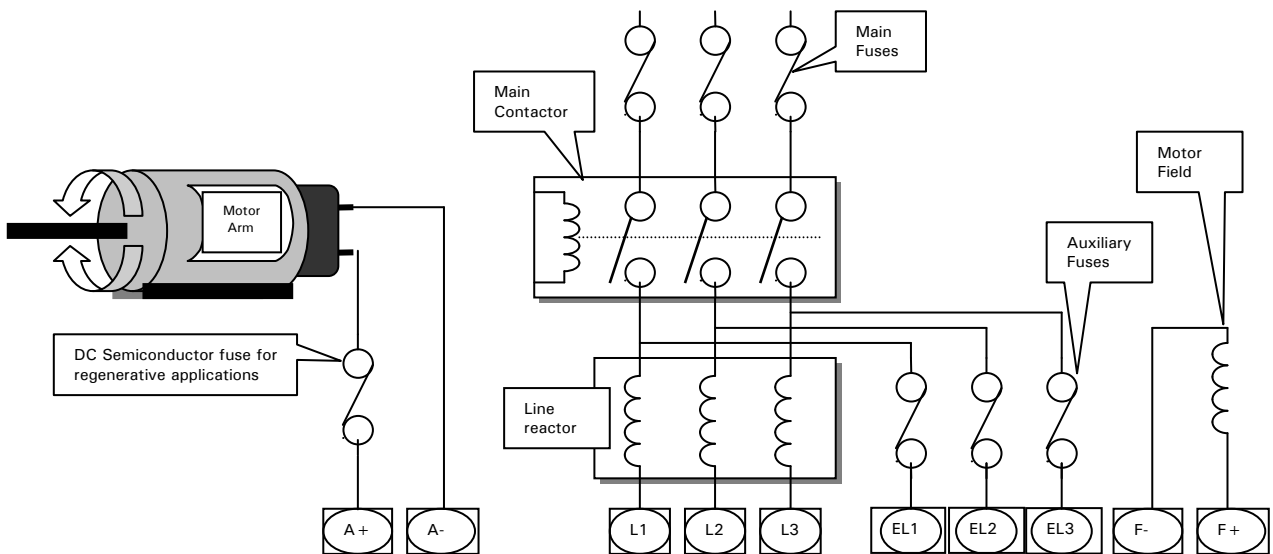 Main
Fuses
Main
Contactor
Motor
Field
Motor
Arm
Auxiliary
Fuses
DC Semiconductor fuse for
regenerative applications
Line
reactor
A+
A-
L1
L2
L3
EL1
EL2
EL3
F-
F+